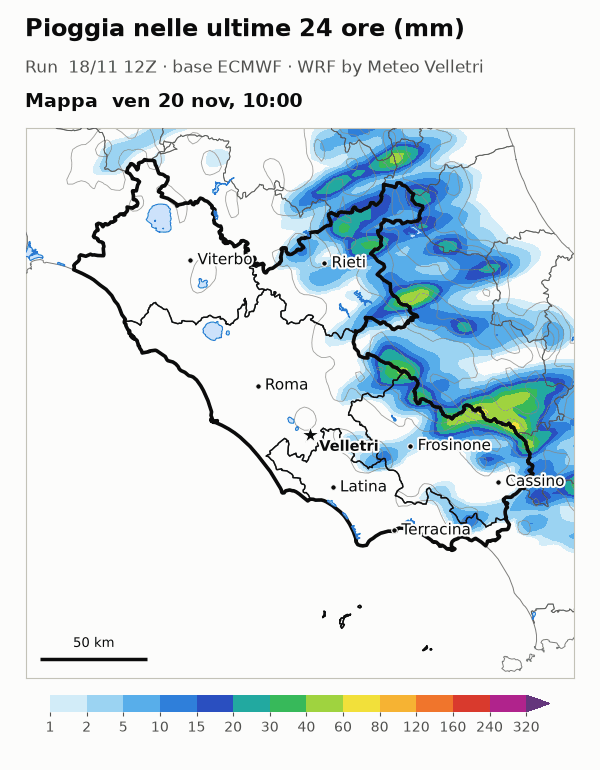 Pioggia nelle ultime 24 ore (mm)
Run 18/11 12Z · base ECMWF · WRF by Meteo Velletri
Mappa ven 20 nov, 10:00
Viterbo
Rieti
Roma
Velletri
Frosinone
Latina
Cassino
Terracina
50 km
1 2 5 10 15 20 30 40 60 80 120 160 240 320